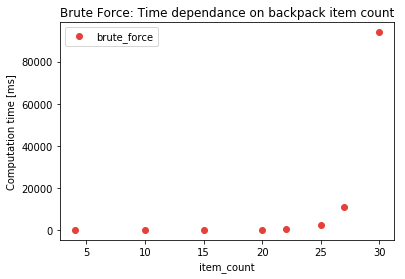 Brute Force: Time dependance on backpack item count
brute_force
Computation time [ms]
80000
60000
40000
20000
0
5 10 15 20 25 30
item_count